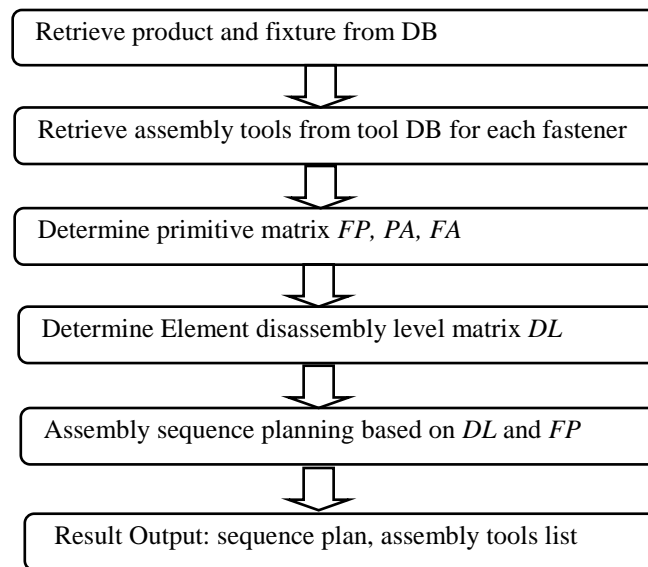 Retrieve product and fixture from DB
Retrieve assembly tools from tool DB for each fastener
Determine primitive matrix FP, PA, FA
Determine Element disassembly level matrix DL
Assembly sequence planning based on DL and FP
Result Output: sequence plan, assembly tools list